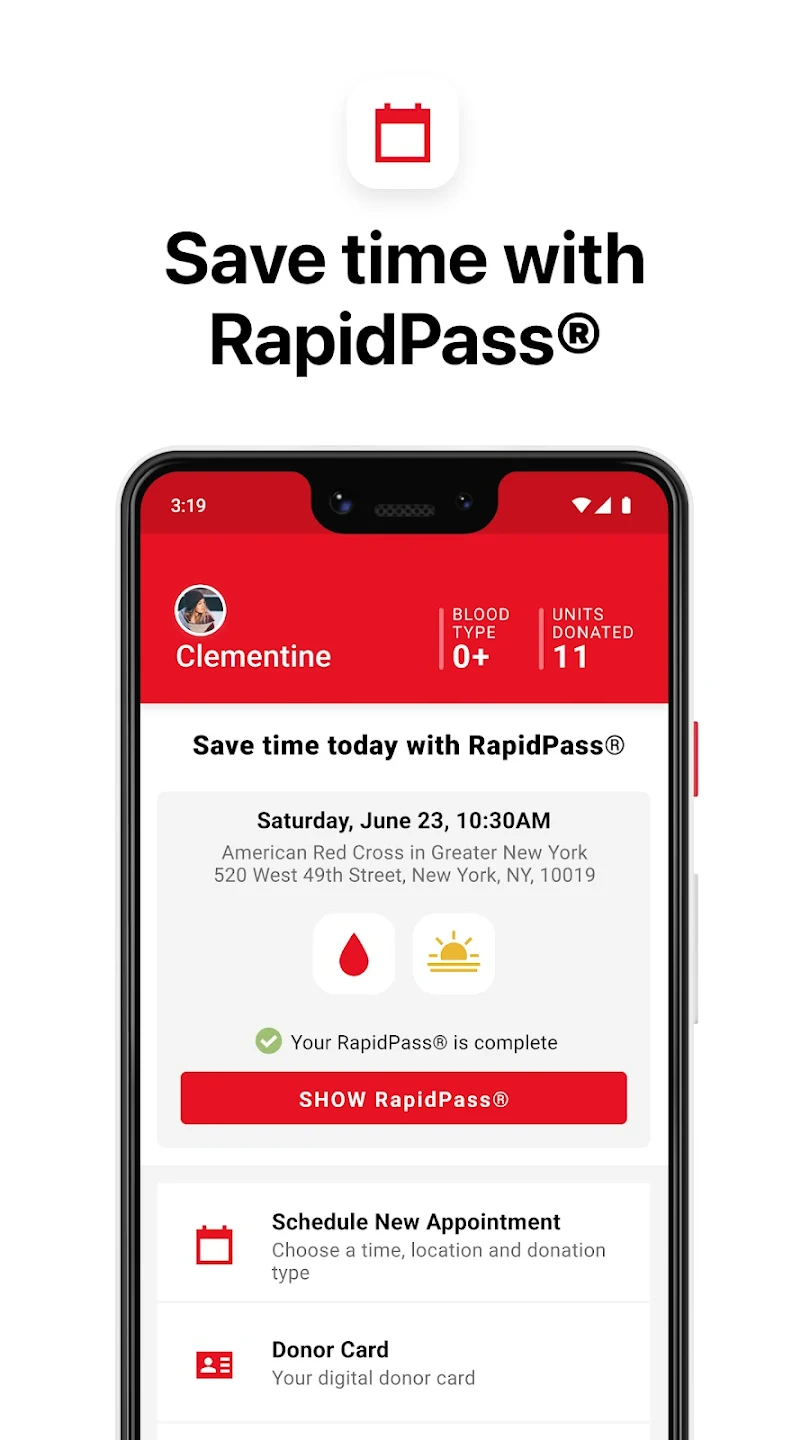 Save time with
RapidPass®
3:19
Clementine
BLOOD
TYPE
0+
UNITS
DONATED
11
Save time today with RapidPass®
Saturday, June 23, 10:30AM
American Red Cross in Greater New York
520 West 49th Street, New York, NY, 10019
Your RapidPass® is complete
SHOW RapidPass®
Schedule New Appointment
Choose a time, location and donation
type
Donor Card
Your digital donor card